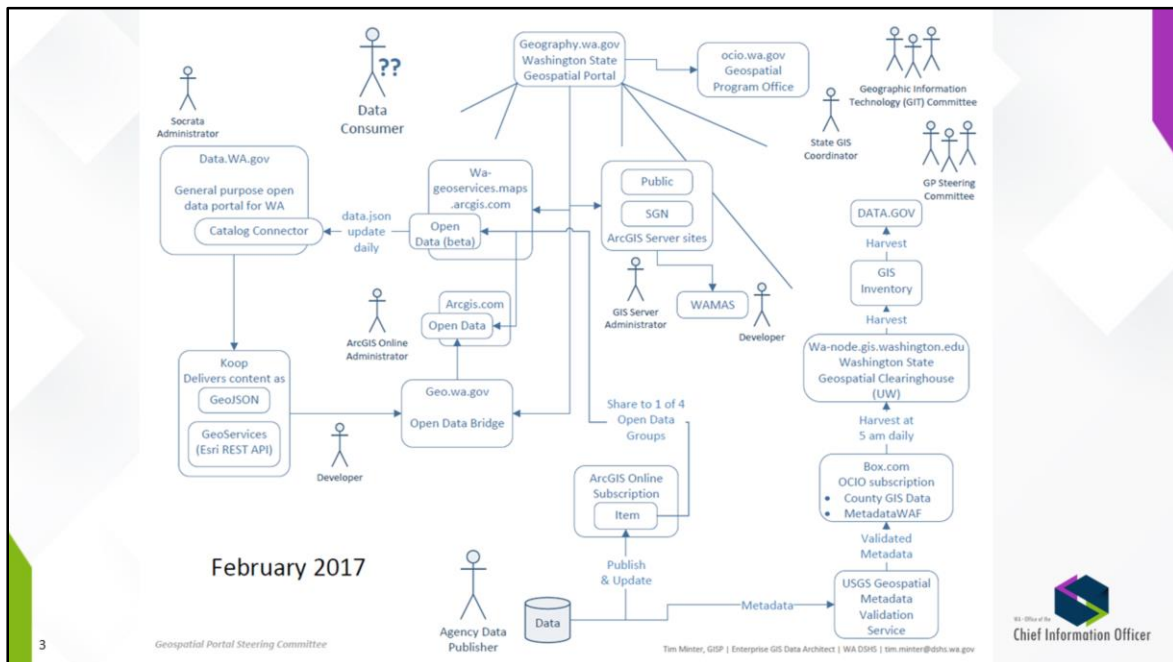 Geography.wa.gov
Washington State
Geospatial Portal
ocio.wa.gov
Geospatial
Program Office
Geographic Information
Technology (GIT) Committee
??
Data
Consumer
Socrata
Administrator
State GIS
Coordinator
GP Steering
Committee
Data.WA.gov
General purpose open
data portal for WA
Catalog Connector
data.json
update
daily
Wa-
geoservices.maps
.arcgis.com
Open
Data (beta)
Public
SGN
ArcGIS Server sites
DATA.GOV
Harvest
GIS
Inventory
Harvest
GIS Server
Administrator
WAMAS
Developer
ArcGIS Online
Administrator
Arcgis.com
Open Data
Wa-node.gis.washington.edu
Washington State
Geospatial Clearinghouse
(UW)
Koop
Delivers content as
GeoJSON
GeoServices
(Esri REST API)
Developer
Geo.wa.gov
Open Data Bridge
Share to 1 of 4
Open Data
Groups
Harvest at
5 am daily
ArcGIS Online
Subscription
Item
Box.com
OCIO subscription
• County GIS Data
• MetadataWAF
Validated
Metadata
February 2017
Publish
& Update
Agency Data
Publisher
Data
Metadata
USGS Geospatial
Metadata
Validation
Service
3
Geospatial Portal Steering Committee
Tim Minter, GISP | Enterprise GIS Data Architect | WA DSHS | tim.minter@dshs.wa.gov
WA - Office of the
Chief Information Officer